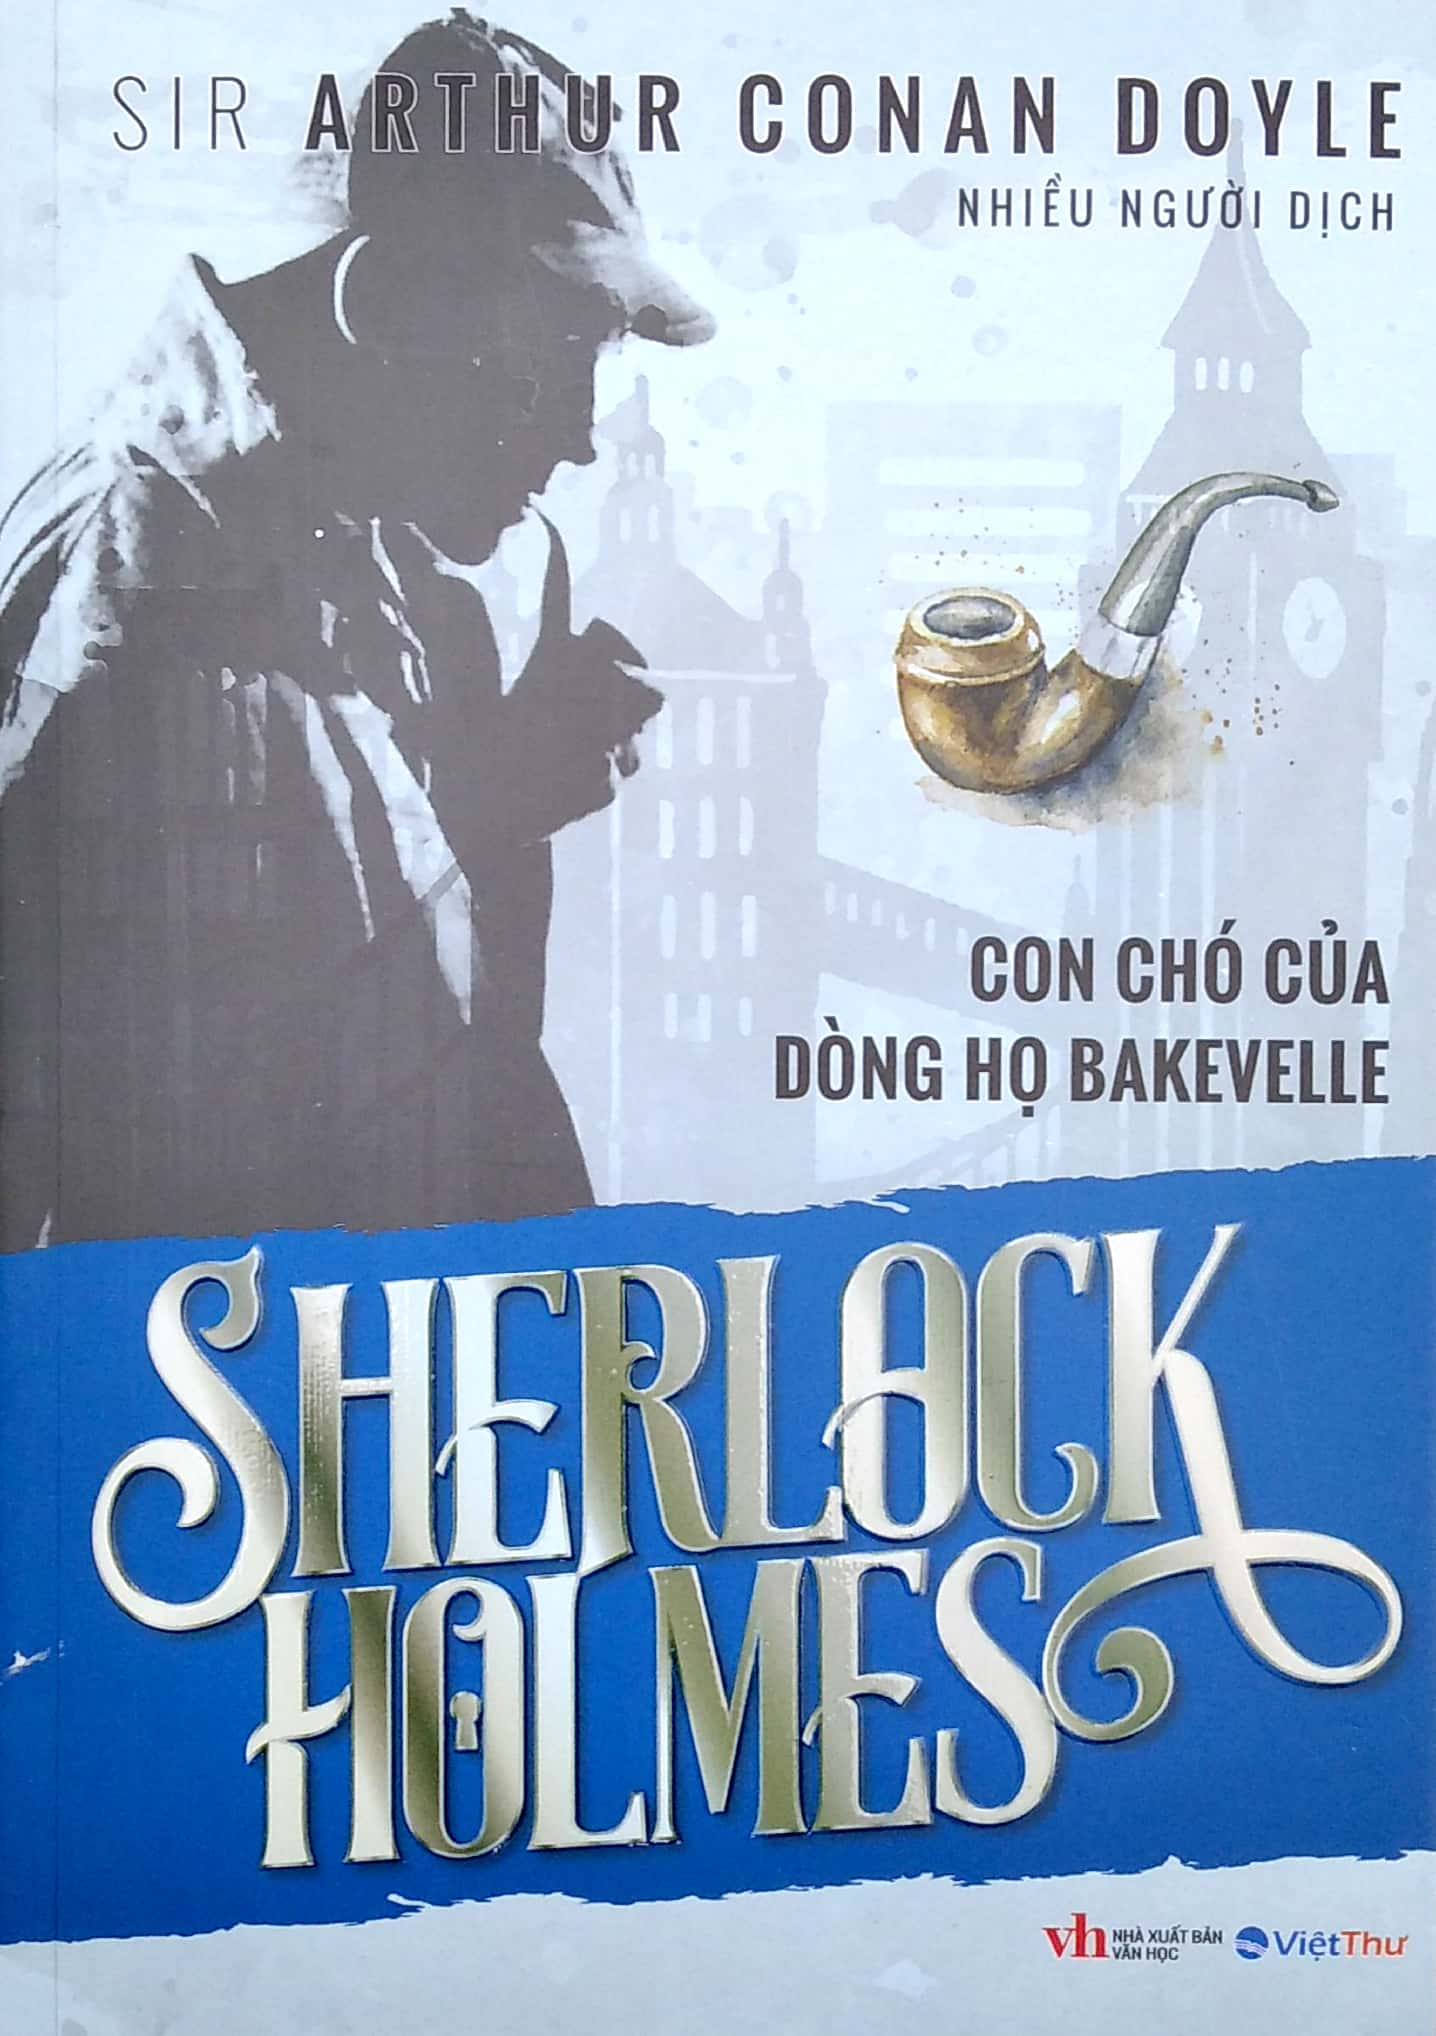 SIR ARTHUR CONAN DOYLE
NHIỀU NGƯỜI DỊCH
CON CHÓ CỦA
DÒNG HỌ BAKEVELLE
SHERLOCK
HOLMES
vh NHÀ XUẤT BẢN
VĂN HỌC
ViệtThư